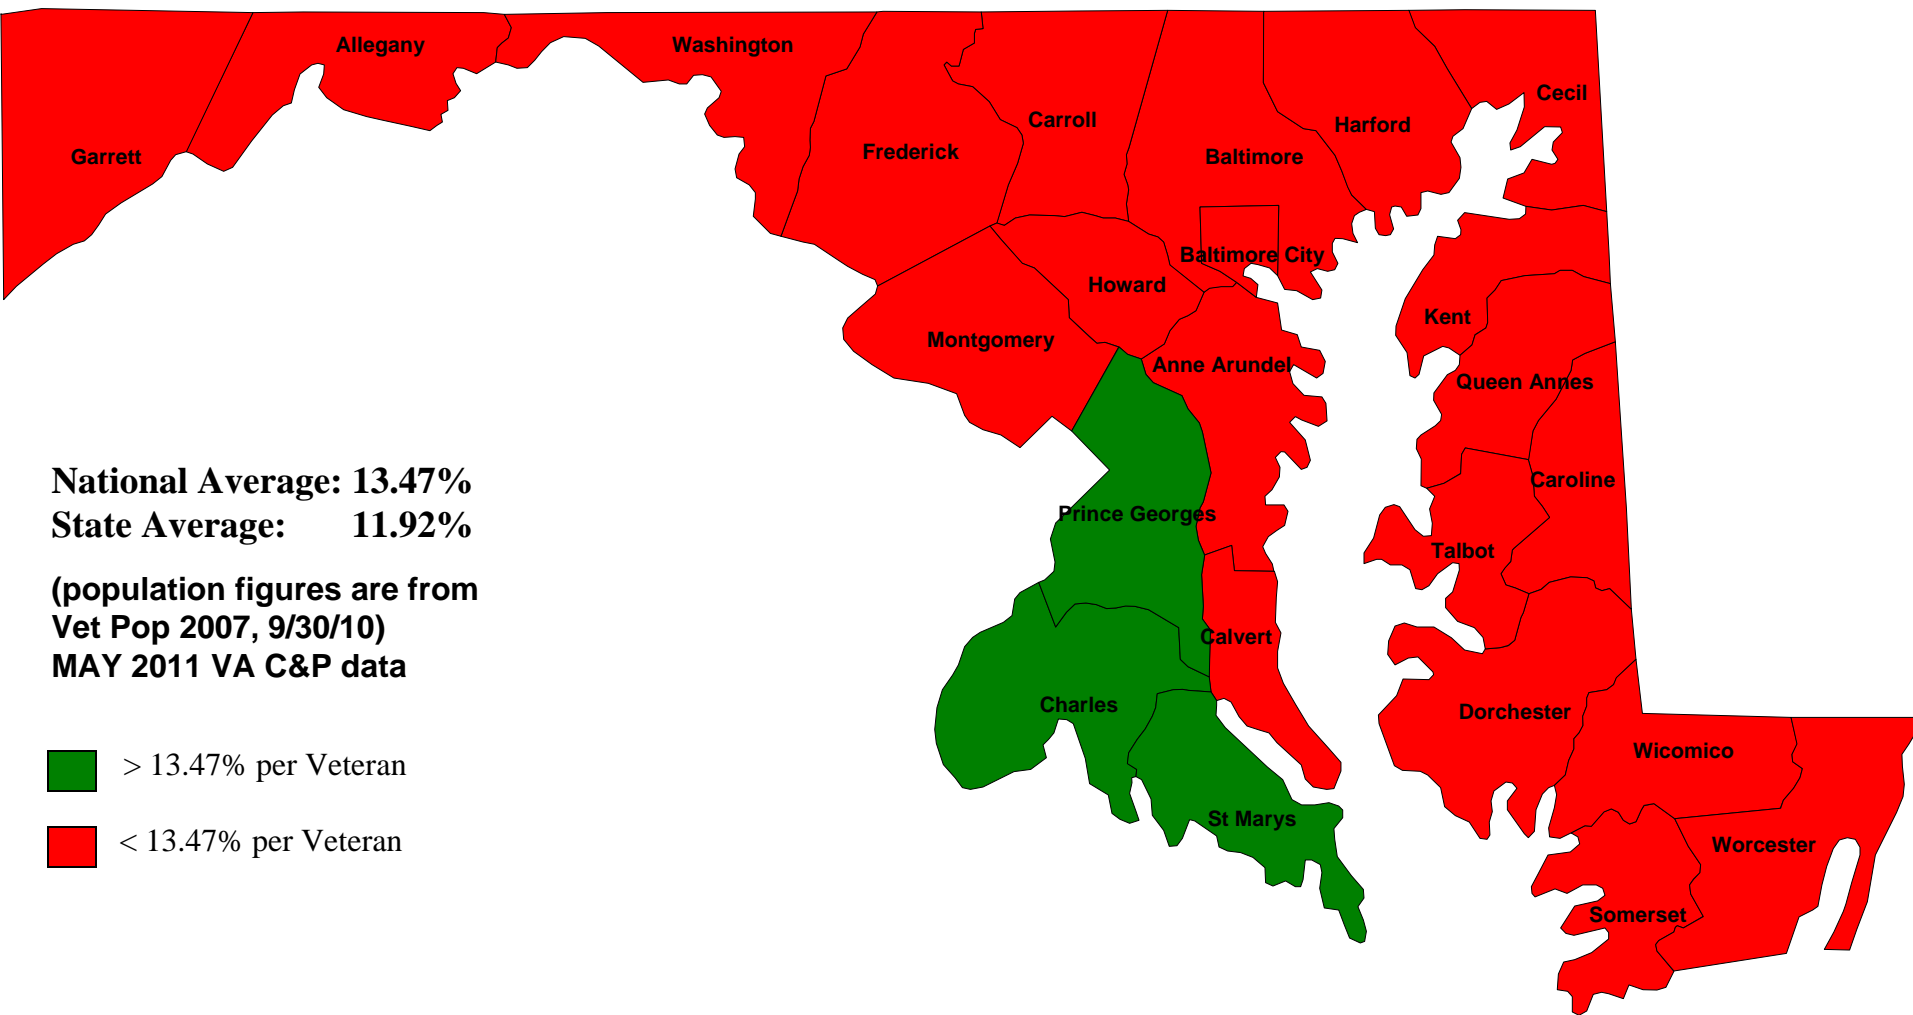 Allegany
Washington
Cecil
Carroll
Harford
Garrett
Frederick
Baltimore
Baltimore City
Howard
Kent
Montgomery
Anne Arundel
Queen Annes
National Average: 13.47%
State Average: 11.92%
Caroline
Prince Georges
Talbot
(population figures are from
Vet Pop 2007, 9/30/10)
MAY 2011 VA C&P data
Calvert
Charles
Dorchester
Wicomico
> 13.47% per Veteran
St Marys
< 13.47% per Veteran
Worcester
Somerset